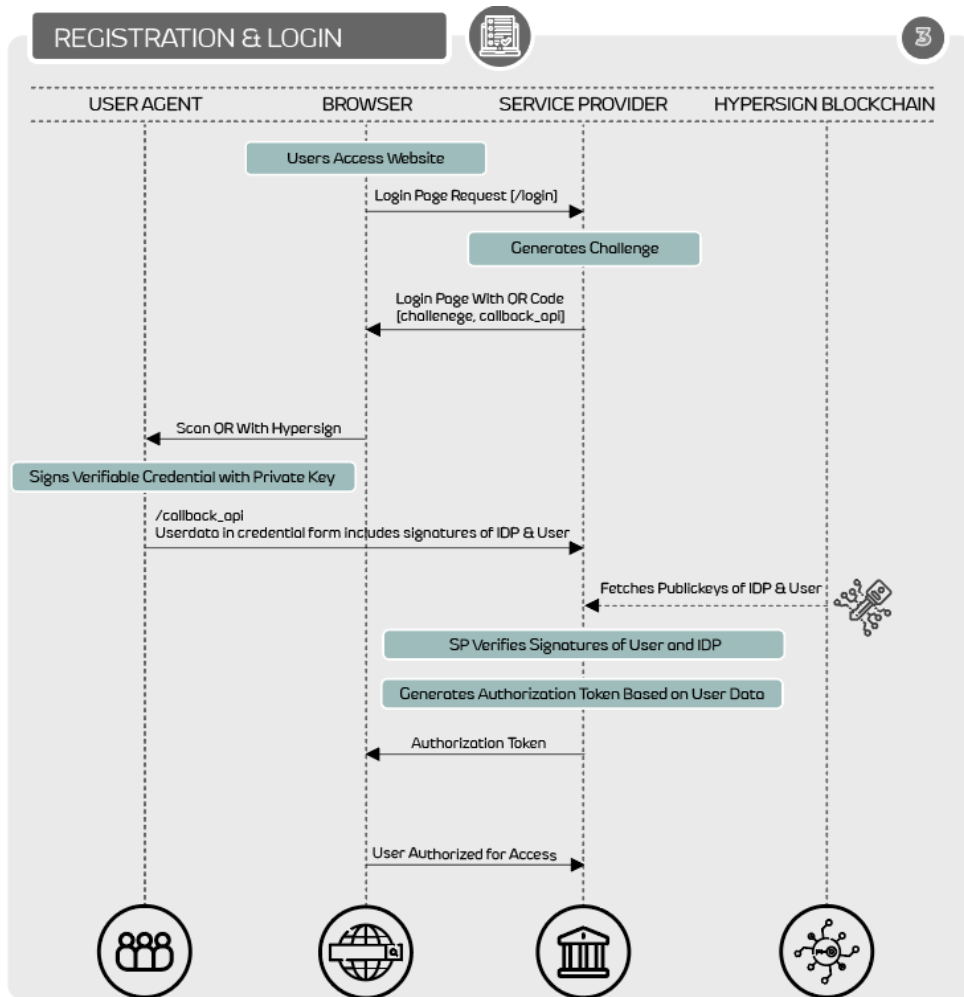 REGISTRATION & LOGIN
3
USER AGENT
BROWSER
SERVICE PROVIDER
HYPERSIGN BLOCKCHAIN
Users Access Website
Login Page Request [/login]
Generates Challenge
Login Page With QR Code
[challenege, callback_api]
Scan QR With Hypersign
Signs Verifiable Credential with Private Key
/callback_api
Userdata in credential form includes signatures of IDP & User
Fetches Publickeys of IDP & User
SP Verifies Signatures of User and IDP
Generates Authorization Token Based on User Data
Authorization Token
User Authorized for Access